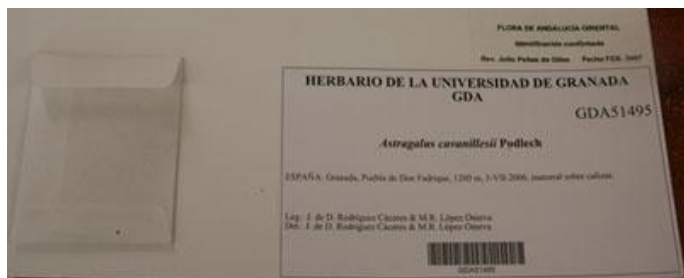 FLORA DE ANDALUCÍA ORIENTAL
Identificación confirmada
Rev. Julio Peñas de Giles Fecha FEB. 2007
HERBARIO DE LA UNIVERSIDAD DE GRANADA
GDA
GDA51495
Astragalus cavanillesii Podlech
ESPAÑA: Granada, Puebla de Don Fadrique, 1260 m, 3-VII-2006, matorral sobre calizas.
Leg. J. de D. Rodríguez Cáceres & M.R. López Onieva
Det. J. de D. Rodríguez Cáceres & M.R. López Onieva
GDA51495